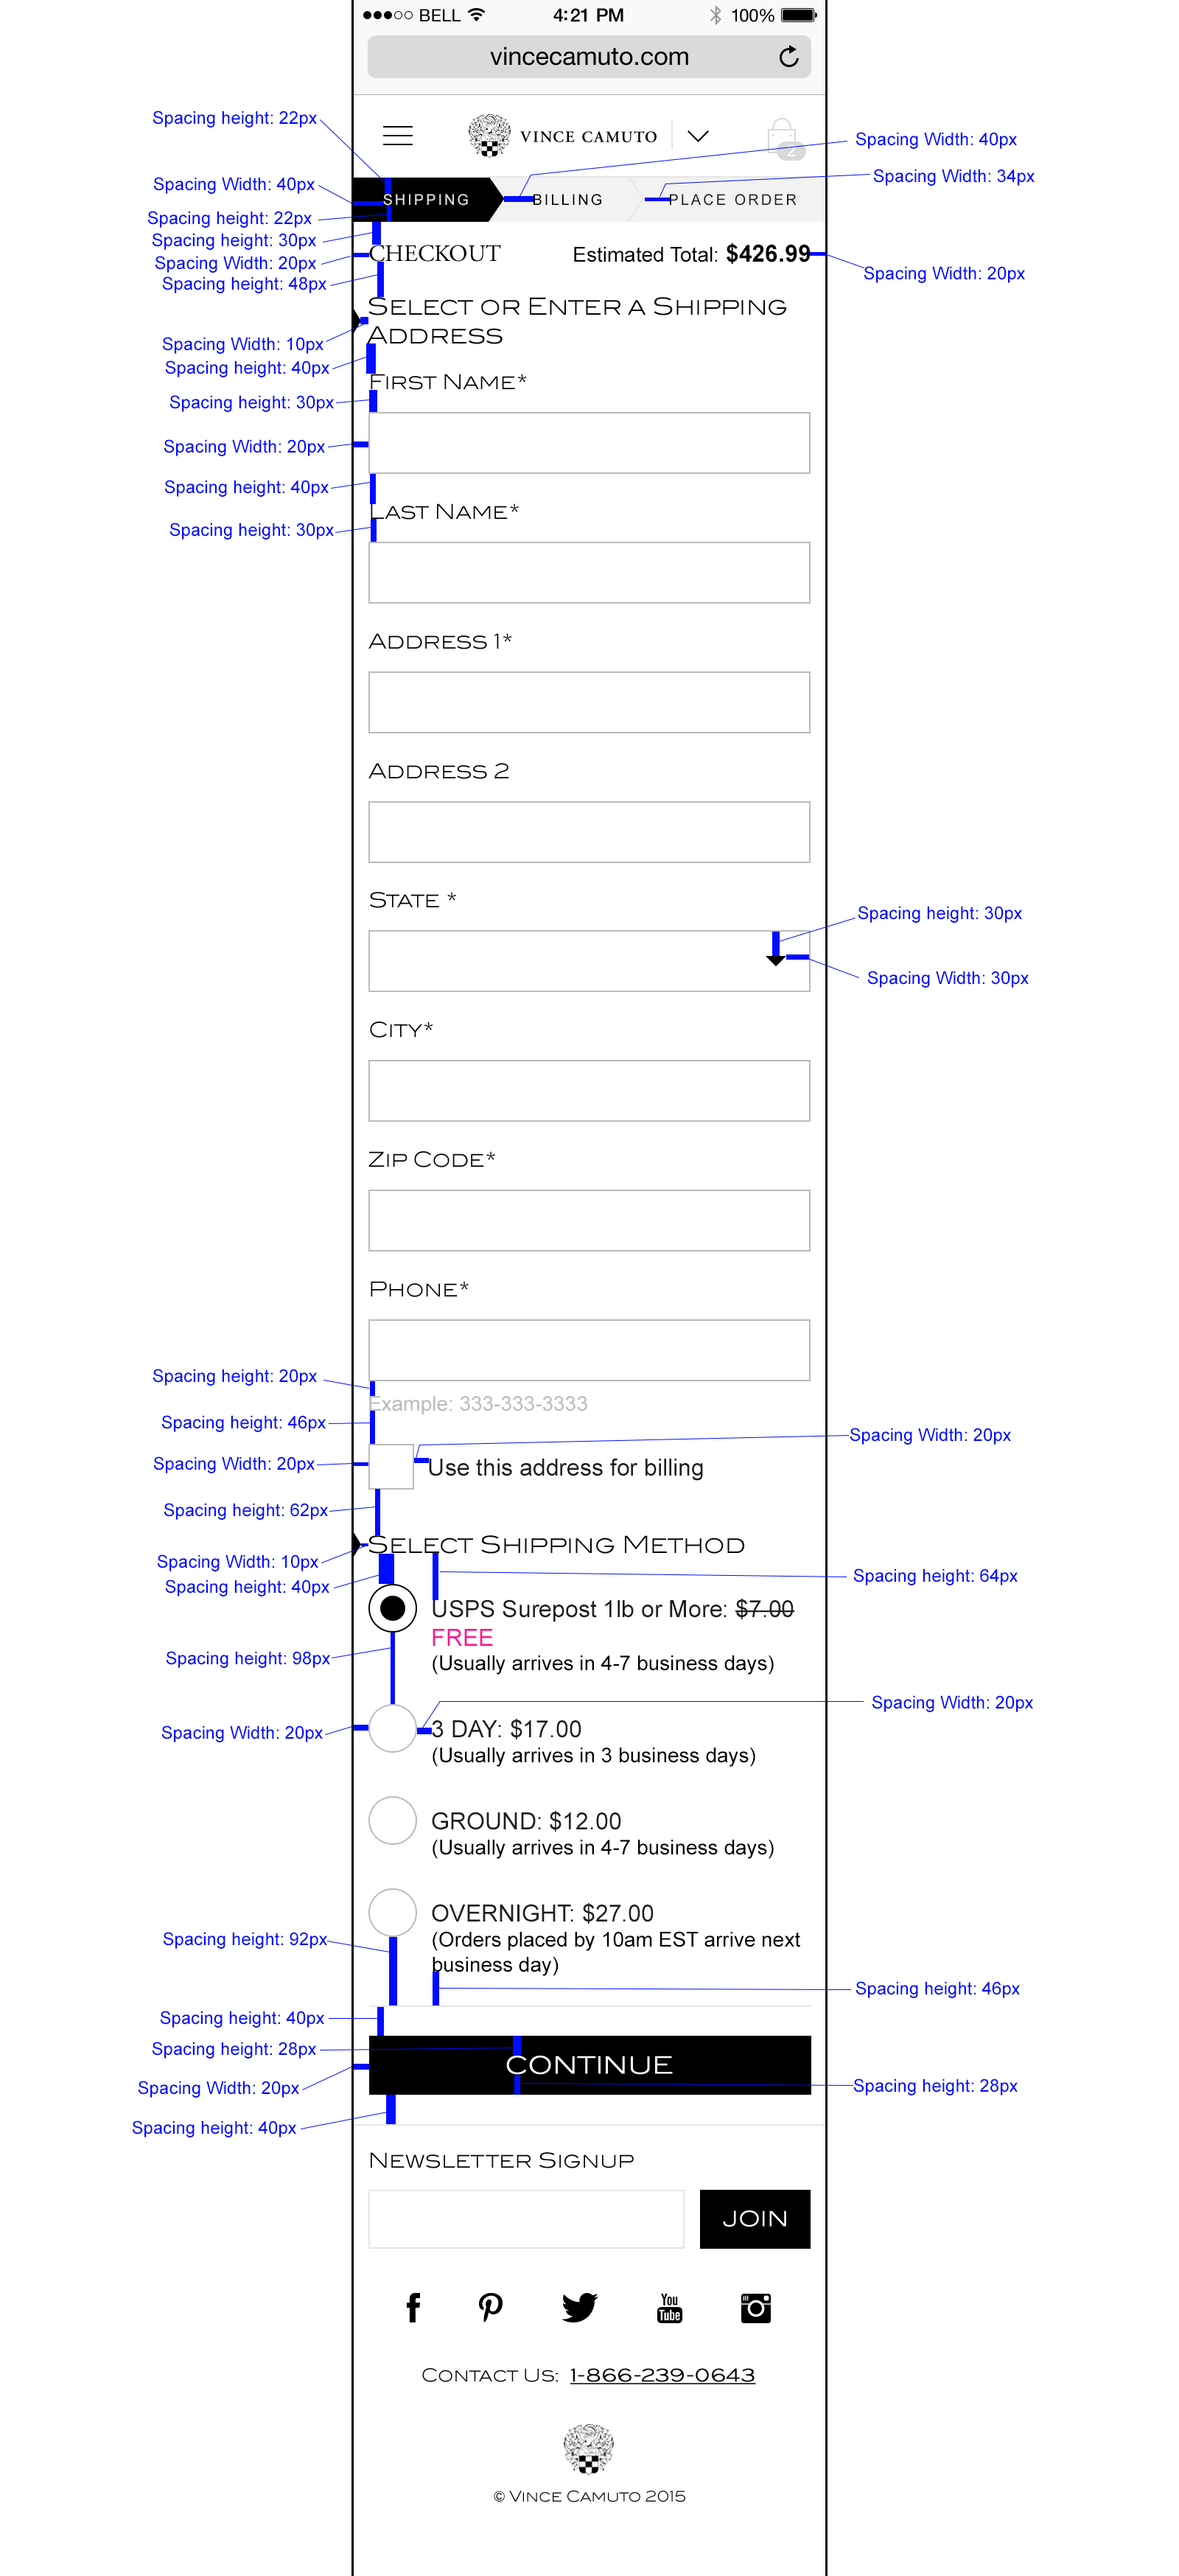 BELL 4:21 PM 100%
vincecamuto.com
Spacing height: 22px
VINCE CAMUTO
2
Spacing Width: 40px
Spacing Width: 34px
Spacing Width: 40px
SHIPPING BILLING PLACE ORDER
Spacing height: 22px
Spacing height: 30px
CHECKOUT Estimated Total: $426.99
Spacing Width: 20px
Spacing Width: 20px
Spacing height: 48px
SELECT OR ENTER A SHIPPING
ADDRESS
Spacing Width: 10px
Spacing height: 40px
FIRST NAME*
Spacing height: 30px
Spacing Width: 20px
Spacing height: 40px
LAST NAME*
Spacing height: 30px
ADDRESS 1*
ADDRESS 2
STATE *
Spacing height: 30px
Spacing Width: 30px
CITY*
ZIP CODE*
PHONE*
Spacing height: 20px
Example: 333-333-3333
Spacing height: 46px
Spacing Width: 20px
Spacing Width: 20px
Use this address for billing
Spacing height: 62px
SELECT SHIPPING METHOD
Spacing Width: 10px
Spacing height: 40px
Spacing height: 64px
USPS Surepost 1lb or More: $7.00
FREE
(Usually arrives in 4-7 business days)
Spacing height: 98px
Spacing Width: 20px
Spacing Width: 20px
3 DAY: $17.00
(Usually arrives in 3 business days)
GROUND: $12.00
(Usually arrives in 4-7 business days)
OVERNIGHT: $27.00
(Orders placed by 10am EST arrive next
business day)
Spacing height: 92px
Spacing height: 46px
Spacing height: 40px
Spacing height: 28px
CONTINUE
Spacing Width: 20px
Spacing height: 28px
Spacing height: 40px
NEWSLETTER SIGNUP
JOIN
You
Tube
CONTACT US: 1-866-239-0643
© VINCE CAMUTO 2015